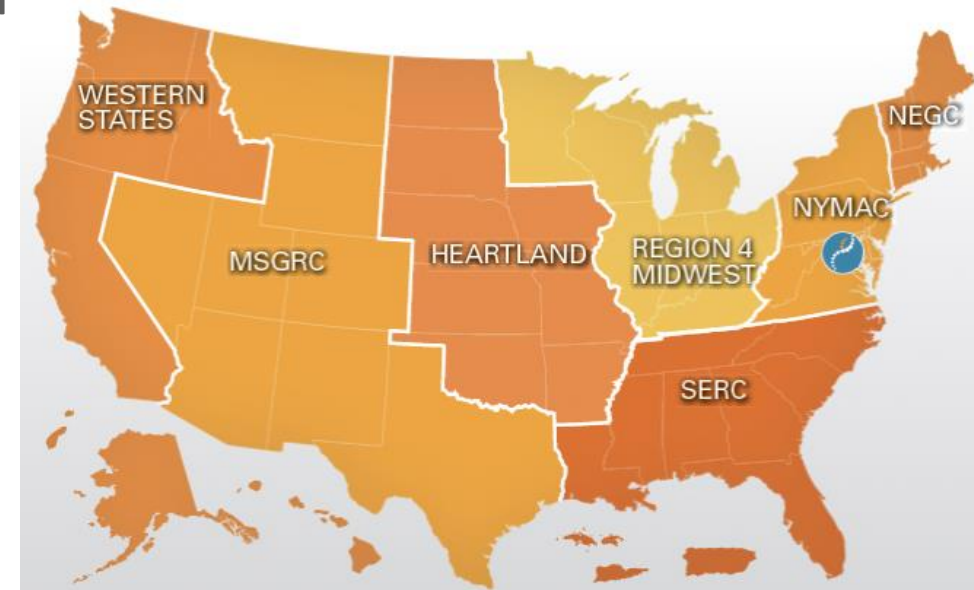 WESTERN
STATES
NEGC
NYMAC
MSGRC
HEARTLAND
REGION 4
MIDWEST
SERC